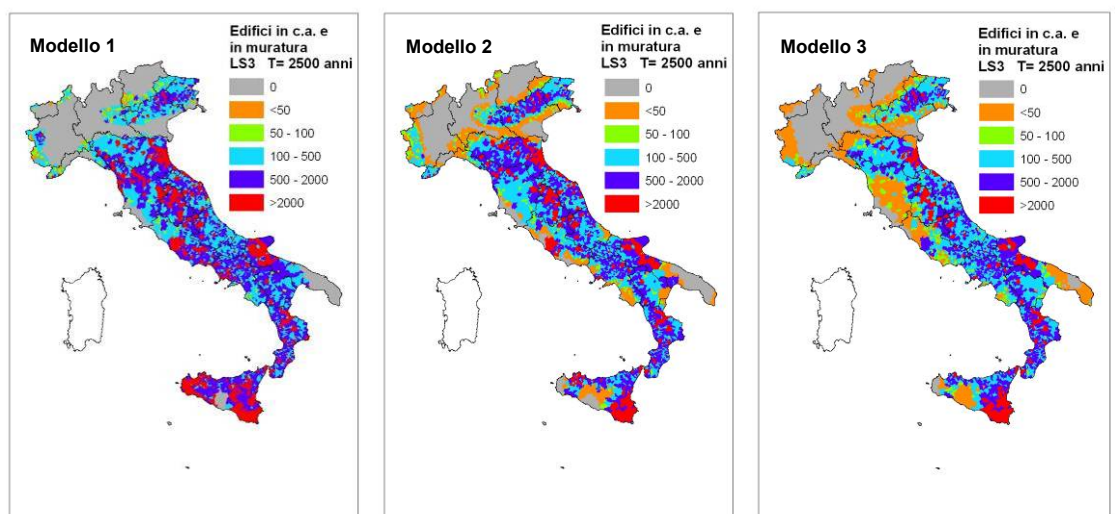 Modello 1
Edifici in c.a. e
in muratura
LS3 T= 2500 anni
0
<50
50 - 100
100 - 500
500 - 2000
>2000
Modello 2
Edifici in c.a. e
in muratura
LS3 T= 2500 anni
0
<50
50 - 100
100 - 500
500 - 2000
>2000
Modello 3
Edifici in c.a. e
in muratura
LS3 T= 2500 anni
0
<50
50 - 100
100 - 500
500 - 2000
>2000